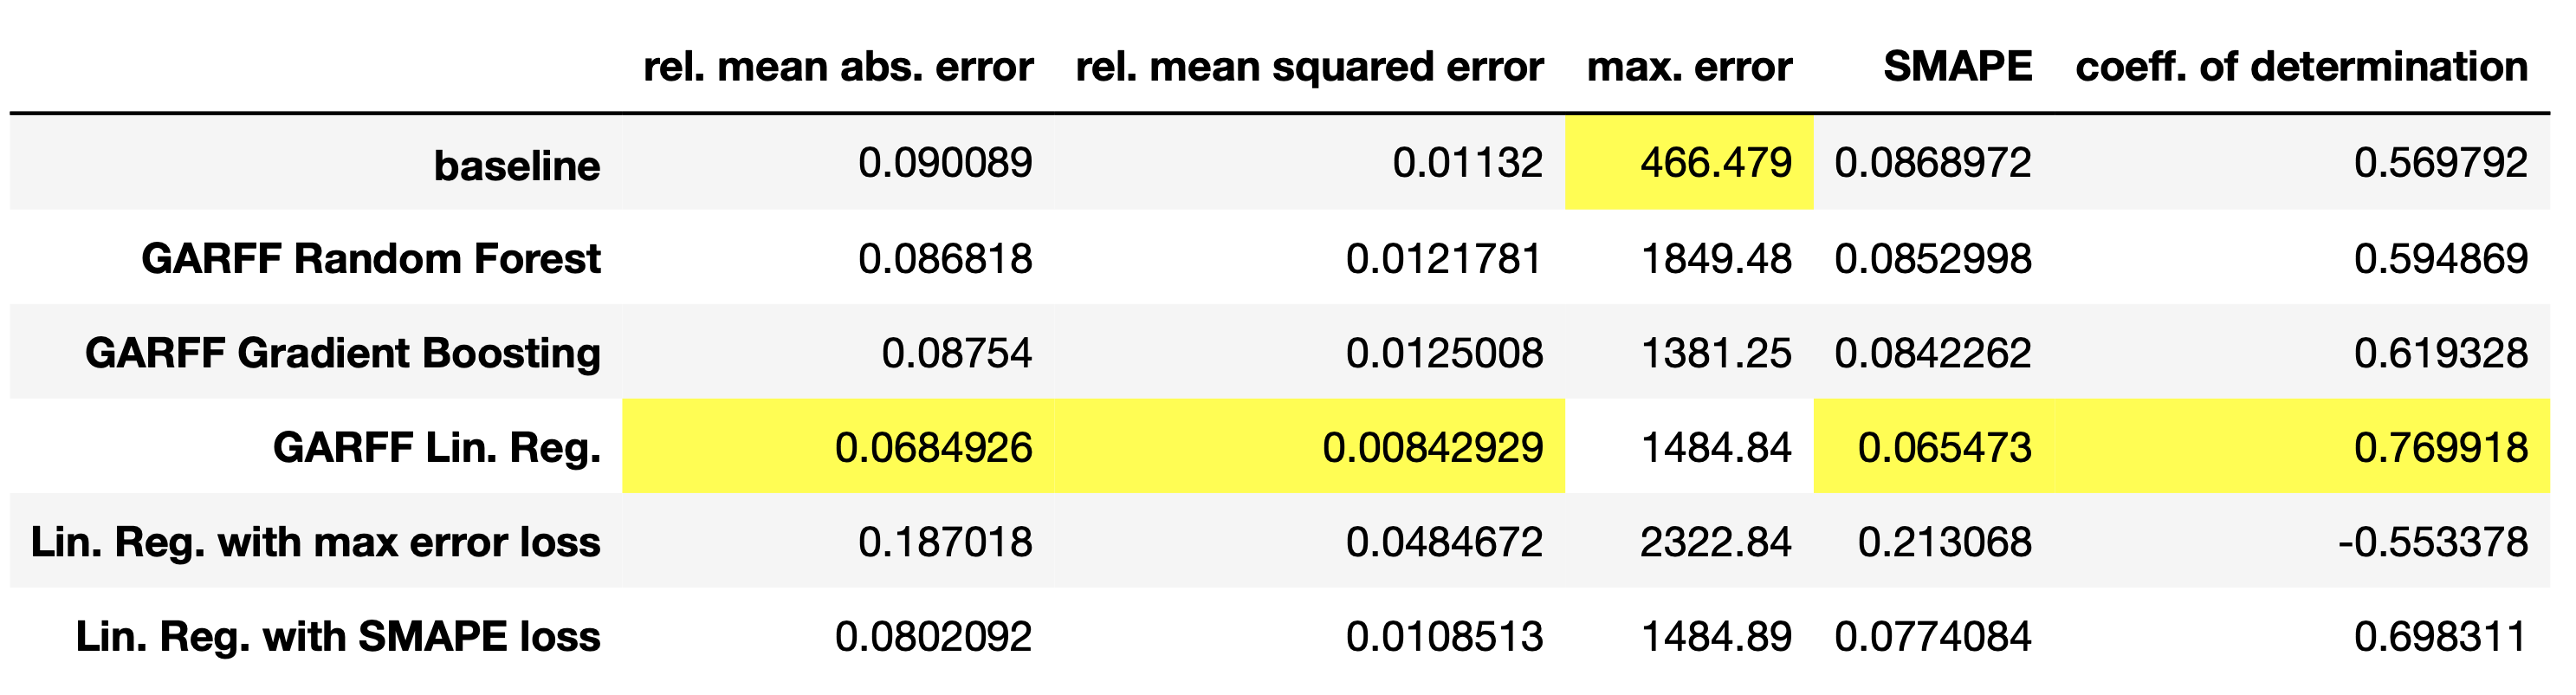 rel. mean abs. error rel. mean squared error max. error SMAPE coeff. of determination
baseline 0.090089 0.01132 466.479 0.0868972 0.569792
GARFF Random Forest 0.086818 0.0121781 1849.48 0.0852998 0.594869
GARFF Gradient Boosting 0.08754 0.0125008 1381.25 0.0842262 0.619328
GARFF Lin. Reg. 0.0684926 0.00842929 1484.84 0.065473 0.769918
Lin. Reg. with max error loss 0.187018 0.0484672 2322.84 0.213068 -0.553378
Lin. Reg. with SMAPE loss 0.0802092 0.0108513 1484.89 0.0774084 0.698311